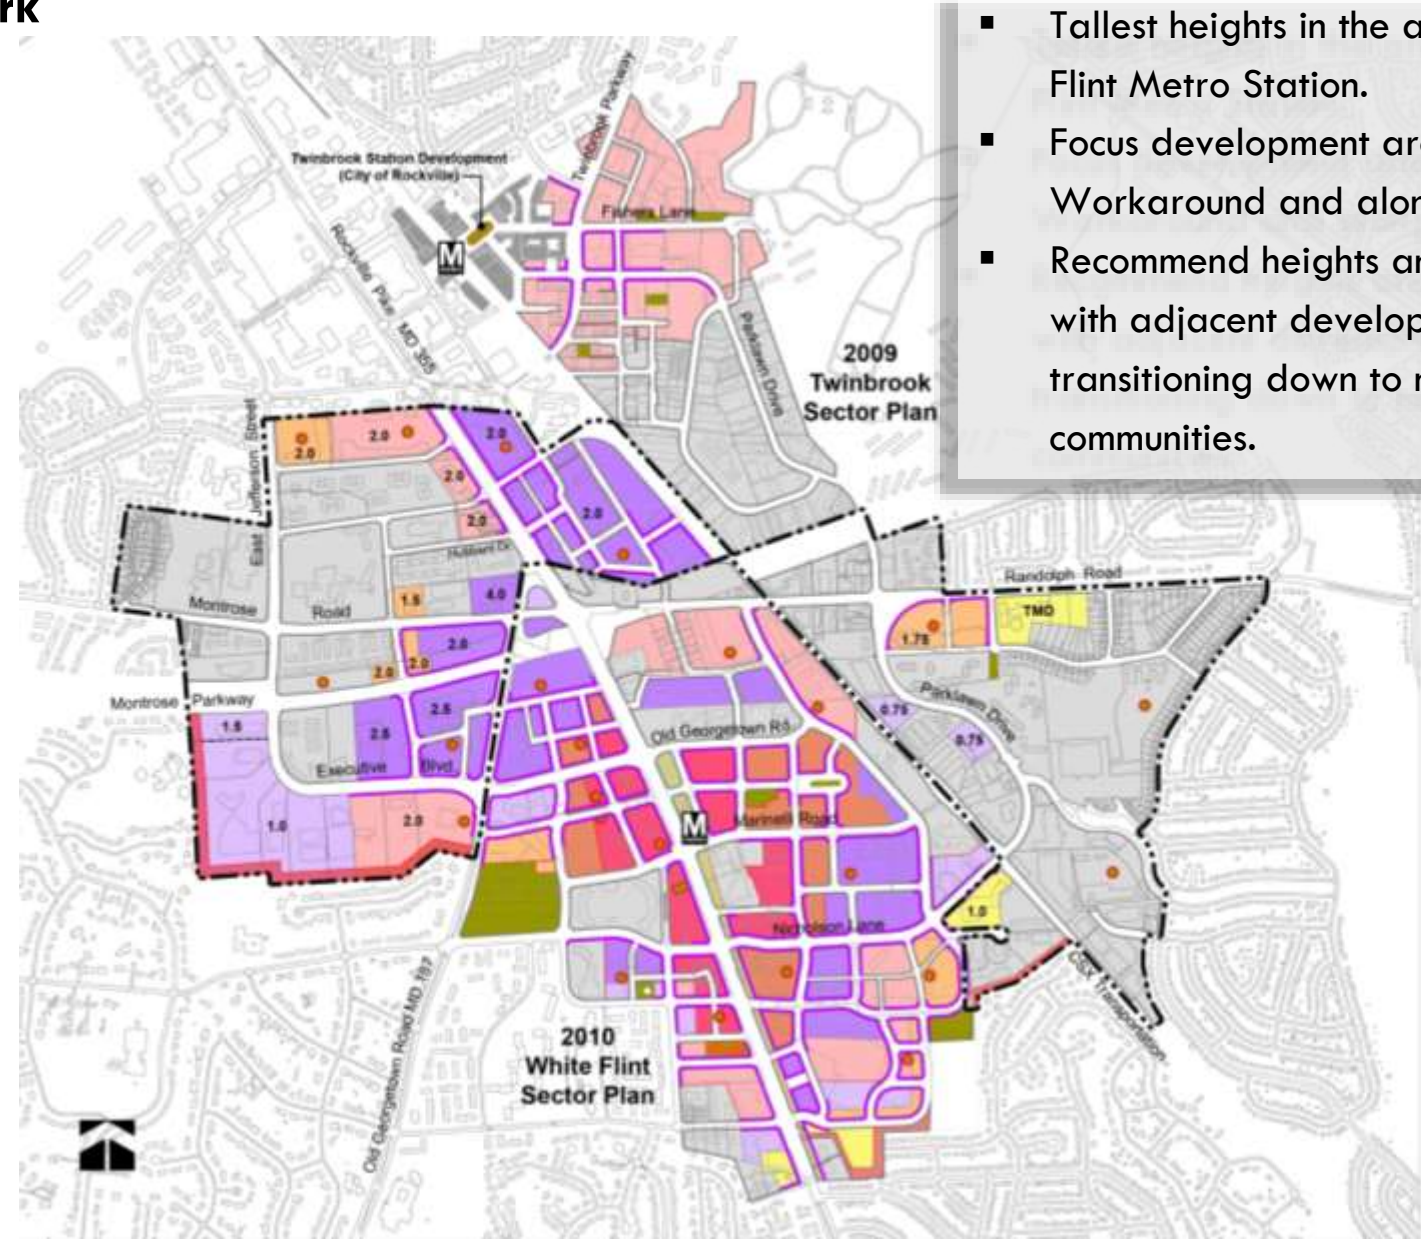 rk
Tallest heights in the a
Flint Metro Station.
Focus development ar
Workaround and alon
Recommend heights an
with adjacent develop
transitioning down to r
communities.
Twinbrook Parkway
Twinbrook Station Development
(City of Rockville)
Fishers Lane
M
Rockville Pike MD 355
Parklawn Drive
2009
Twinbrook
Sector Plan
East Jefferson Street
2.0
2.0
2.0
2.0
2.0
2.0
Hubbard Dr
Randolph Road
Montrose Road
1.5
4.0
TMD
1.75
2.0
2.0
2.0
Montrose Parkway
Parklawn Drive
0.75
0.75
1.5
2.5
2.5
Old Georgetown Rd
Executive Blvd
1.0
2.0
M
Marinelli Road
1.0
Nicholson Lane
CSX Transportation
Old Georgetown Road MD 187
2010
White Flint
Sector Plan